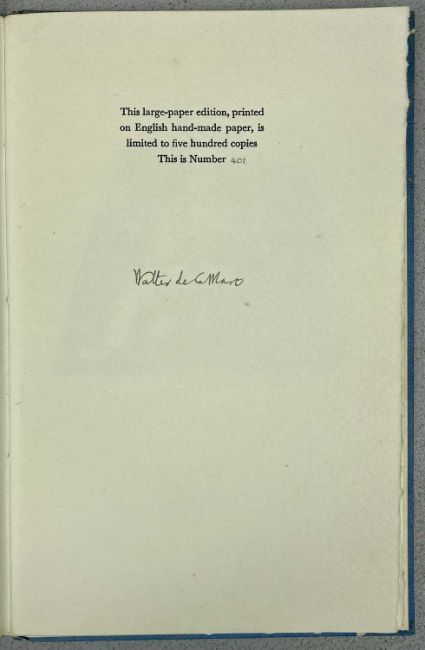 This large-paper edition, printed
on English hand-made paper, is
limited to five hundred copies
This is Number 401
Walter de la Mare